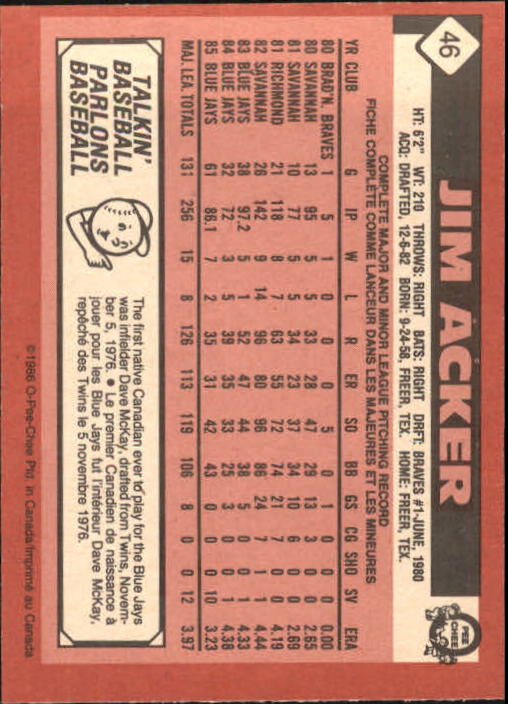 46
JIM ACKER
O-PEE-CHEE
HT: 6'2" WT: 210 THROWS: RIGHT BATS: RIGHT DRFT: BRAVES #1-JUNE, 1980
ACQ: DRAFTED, 12-6-82 BORN: 9-24-58, FREER, TEX. HOME: FREER, TEX.
COMPLETE MAJOR AND MINOR LEAGUE PITCHING RECORD
FICHE COMPLÈTE COMME LANCEUR DANS LES MAJEURES ET LES MINEURES
YR CLUB G IP W L R ER SO BB GS CG SHO SV ERA
80 BRAD'N. BRAVES 1 5 1 0 0 0 5 0 1 0 0 0 0.00
80 SAVANNAH 13 95 5 5 33 28 47 29 13 3 0 0 2.65
81 SAVANNAH 10 77 5 5 34 23 37 34 10 6 0 0 2.69
81 RICHMOND 21 118 8 7 63 55 72 74 21 7 0 0 4.19
82 SAVANNAH 26 142 9 14 96 80 96 86 24 7 1 1 4.44
83 BLUE JAYS 38 97.2 5 1 52 47 44 38 5 0 0 1 4.33
84 BLUE JAYS 32 72 3 5 39 35 33 25 3 0 0 1 4.38
85 BLUE JAYS 61 86.1 7 2 35 31 42 43 0 0 0 10 3.23
MAJ. LEA. TOTALS 131 256 15 8 126 113 119 106 8 0 0 12 3.97
TALKIN'
BASEBALL
PARLONS
BASEBALL
The first native Canadian ever to play for the Blue Jays
was infielder Dave McKay, drafted from Twins, Novem-
ber 5, 1976. ● Le premier Canadien de naissance à
jouer pour les Blue Jays fut l'intérieur Dave McKay,
repêché des Twins le 5 novembre 1976.
©1986 O-Pee-Chee Ptd. in Canada/Imprimé au Canada